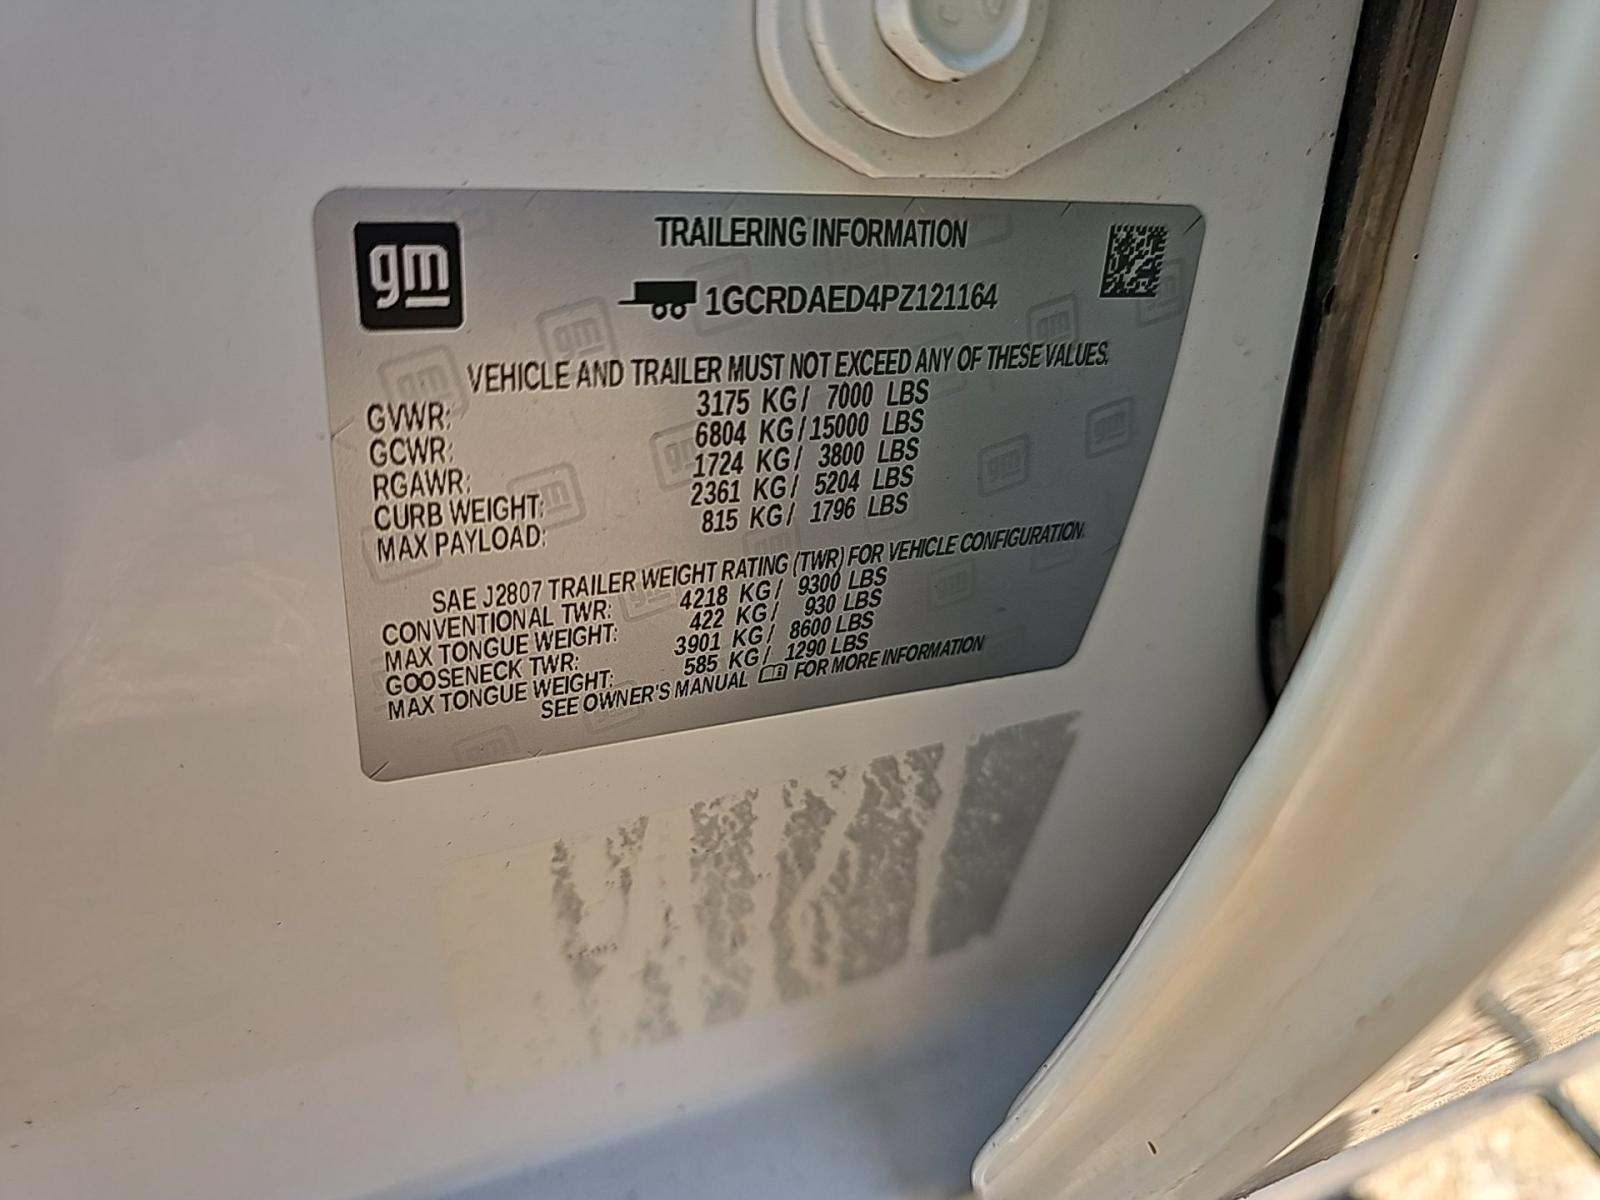 gm
TRAILERING INFORMATION
1GCRDAED4PZ121164
VEHICLE AND TRAILER MUST NOT EXCEED ANY OF THESE VALUES.
GVWR: 3175 KG/ 7000 LBS
GCWR: 6804 KG/15000 LBS
RGAWR: 1724 KG/ 3800 LBS
CURB WEIGHT: 2361 KG/ 5204 LBS
MAX PAYLOAD: 815 KG/ 1796 LBS
SAE J2807 TRAILER WEIGHT RATING (TWR) FOR VEHICLE CONFIGURATION.
CONVENTIONAL TWR: 4218 KG/ 9300 LBS
MAX TONGUE WEIGHT: 422 KG/ 930 LBS
GOOSENECK TWR: 3901 KG/ 8600 LBS
MAX TONGUE WEIGHT: 585 KG/ 1290 LBS
SEE OWNER'S MANUAL FOR MORE INFORMATION